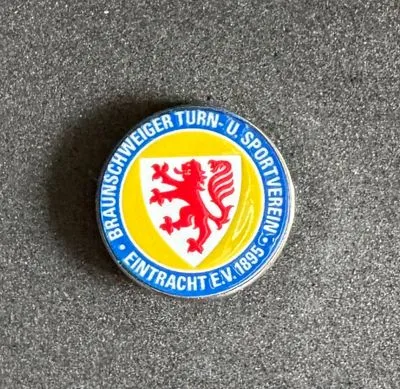 BRAUNSCHWEIGER TURN- U. SPORTVEREIN
· EINTRACHT E.V. 1895 ·